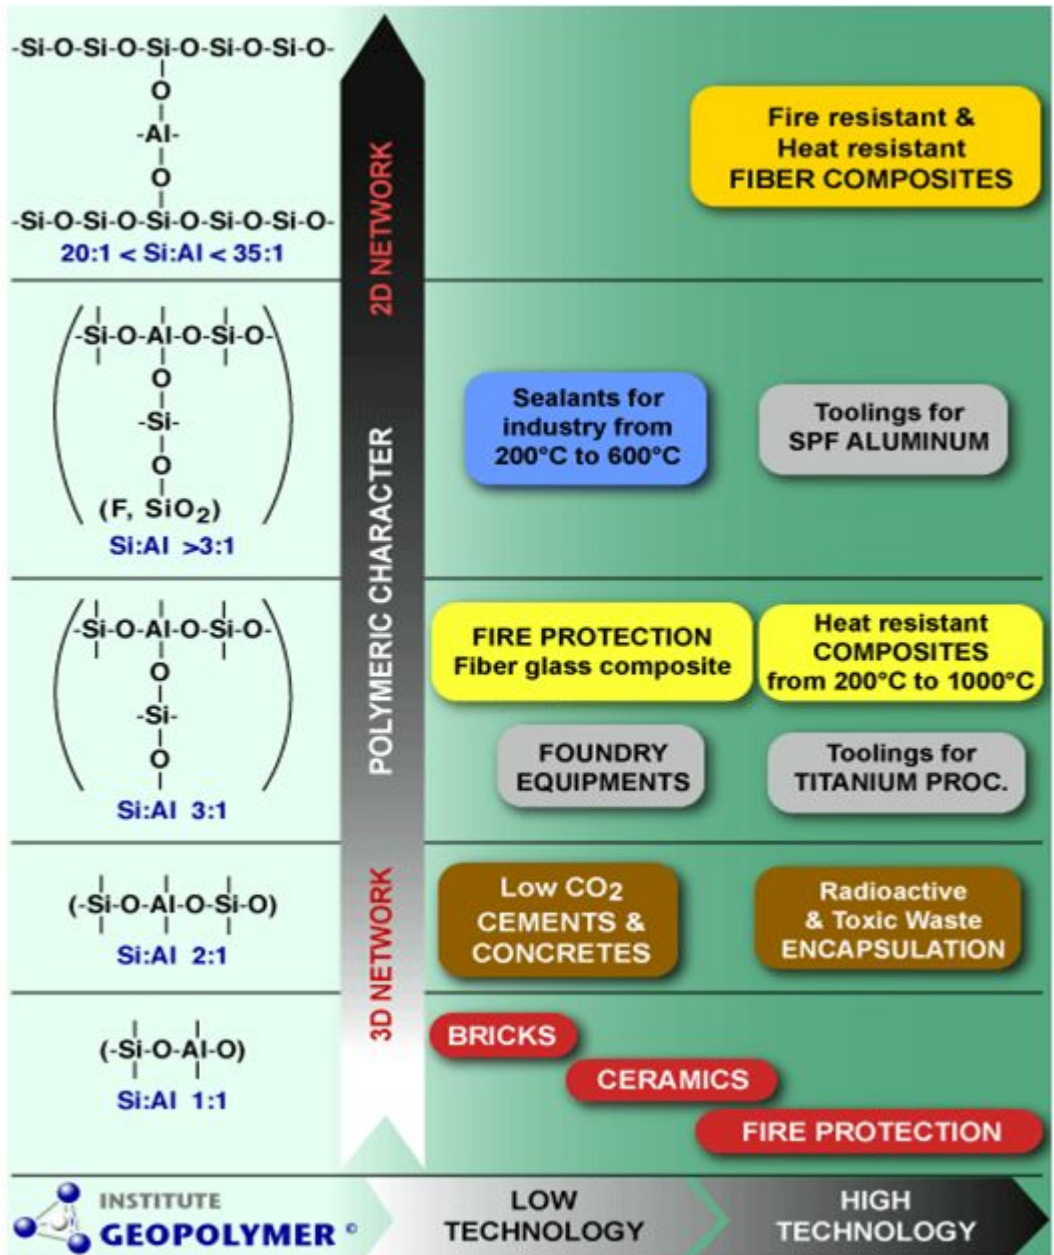 -Si-O-Si-O-Si-O-Si-O-Si-O-
O
-Al-
O
-Si-O-Si-O-Si-O-Si-O-Si-O-
20:1 < Si:Al < 35:1
2D NETWORK
Fire resistant &
Heat resistant
FIBER COMPOSITES
-Si-O-Al-O-Si-O-
O
-Si-
O
(F, SiO2)
Si:Al >3:1
POLYMERIC CHARACTER
Sealants for
industry from
200°C to 600°C
Toolings for
SPF ALUMINUM
-Si-O-Al-O-Si-O-
O
-Si-
O
Si:Al 3:1
FIRE PROTECTION
Fiber glass composite
Heat resistant
COMPOSITES
from 200°C to 1000°C
FOUNDRY
EQUIPMENTS
Toolings for
TITANIUM PROC.
(-Si-O-Al-O-Si-O)
Si:Al 2:1
3D NETWORK
Low CO2
CEMENTS &
CONCRETES
Radioactive
& Toxic Waste
ENCAPSULATION
(-Si-O-Al-O)
Si:Al 1:1
BRICKS
CERAMICS
FIRE PROTECTION
INSTITUTE
GEOPOLYMER ©
LOW
TECHNOLOGY
HIGH
TECHNOLOGY